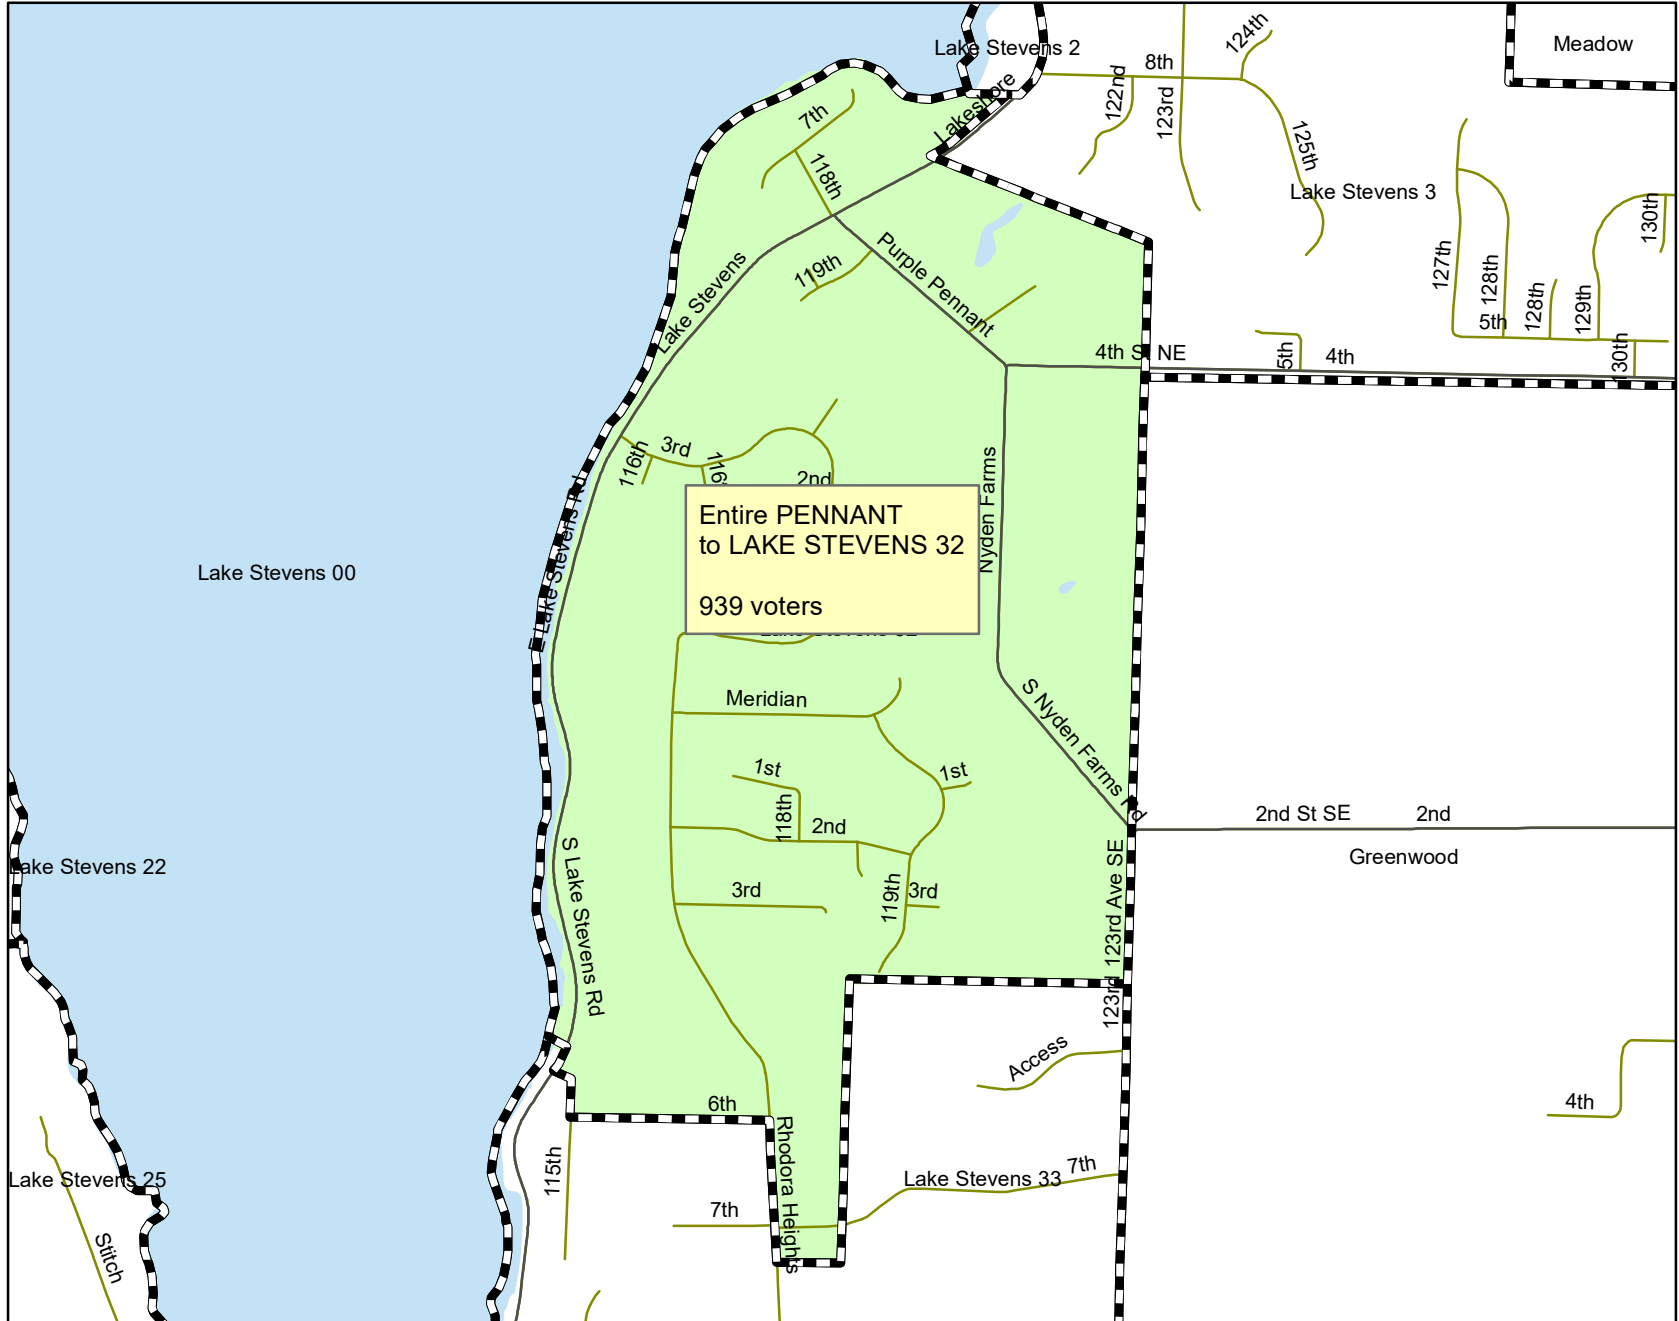 Lake Stevens 2
Meadow
124th
8th
122nd
123rd
Lakeshore
7th
125th
118th
Lake Stevens 3
130th
Purple Pennant
119th
127th
128th
128th
129th
Lake Stevens
5th
4th St NE
5th
4th
130th
3rd
116th
2nd
Nyden Farms
E Lake Stevens Rd
Entire PENNANT
to LAKE STEVENS 32
939 voters
Lake Stevens 00
Meridian
S Nyden Farms Rd
1st
1st
118th
2nd
2nd St SE
2nd
Greenwood
Lake Stevens 22
S Lake Stevens Rd
3rd
119th
3rd
123rd Ave SE
123rd
Access
6th
4th
115th
Rhodora Heights
Lake Stevens 33
7th
Lake Stevens 25
7th
Stitch